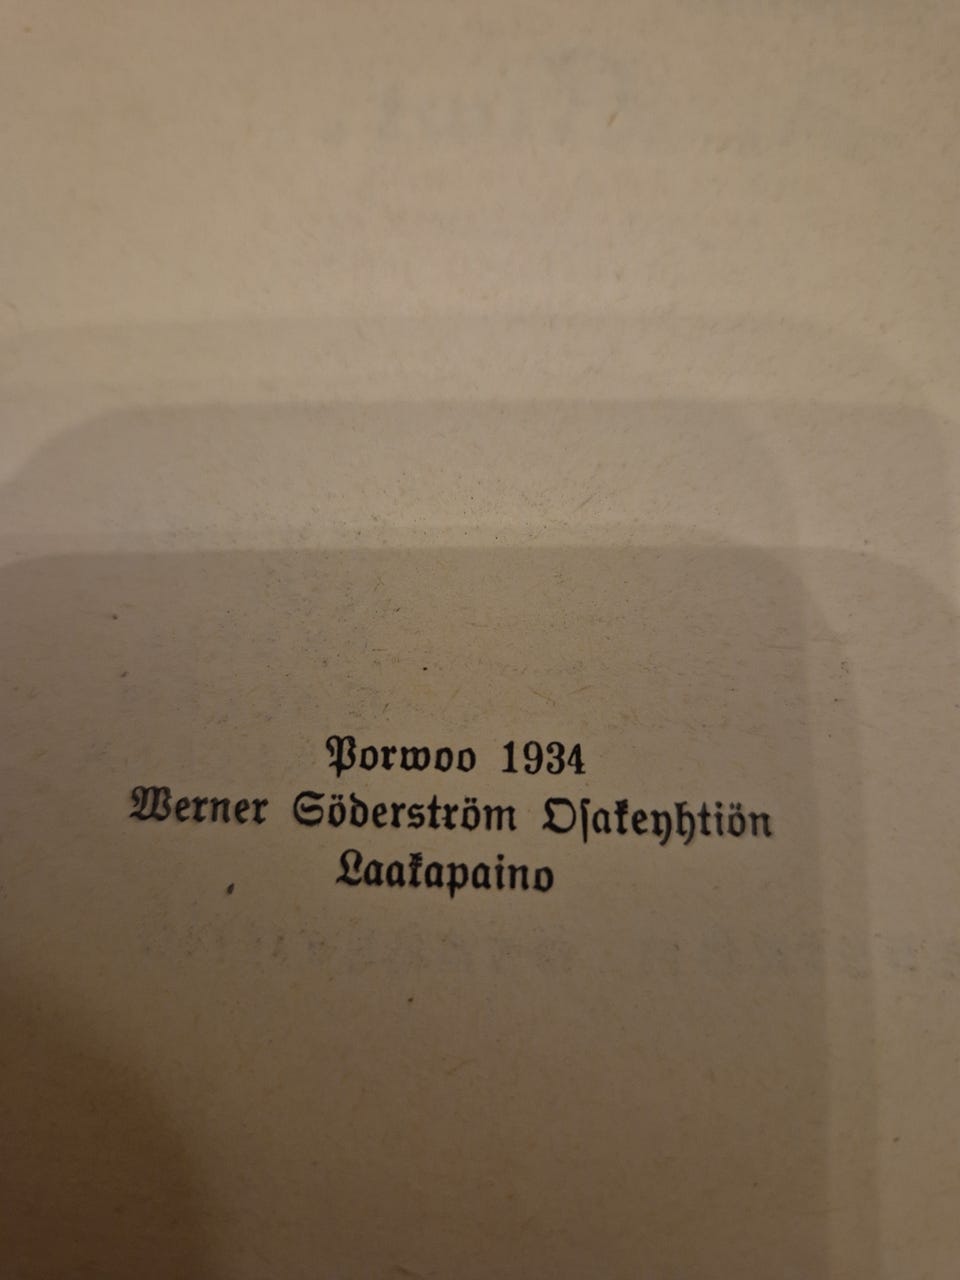 Porwoo 1934
Werner Söderström Oſakeyhtiön
Laakapaino